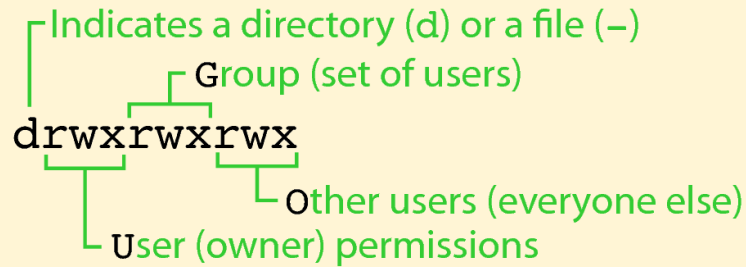 Indicates a directory (d) or a file (-)
Group (set of users)
drwxrwxrwx
Other users (everyone else)
User (owner) permissions